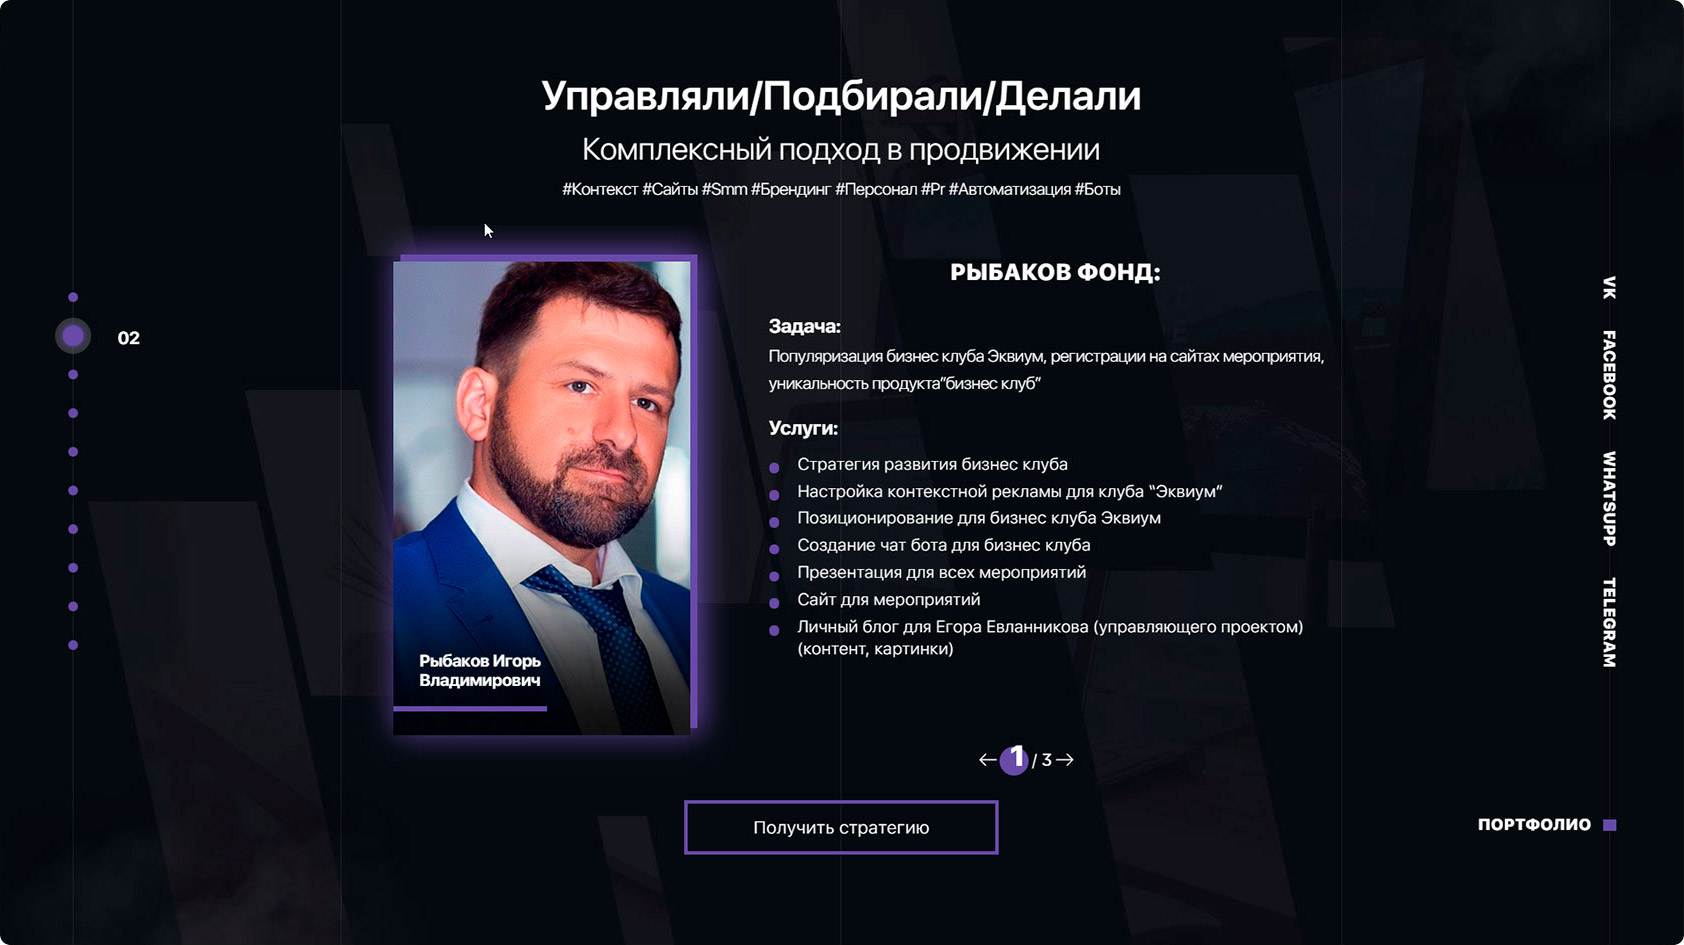 Управляли/Подбирали/Делали
Комплексный подход в продвижении
#Контекст #Сайты #Smm #Брендинг #Персонал #Pr #Автоматизация #Боты
02
Рыбаков Игорь
Владимирович
РЫБАКОВ ФОНД:
Задача:
Популяризация бизнес клуба Эквиум, регистрации на сайтах мероприятия,
уникальность продукта"бизнес клуб"
Услуги:
Стратегия развития бизнес клуба
Настройка контекстной рекламы для клуба "Эквиум"
Позиционирование для бизнес клуба Эквиум
Создание чат бота для бизнес клуба
Презентация для всех мероприятий
Сайт для мероприятий
Личный блог для Егора Евланникова (управляющего проектом)
(контент, картинки)
1 / 3
Получить стратегию
VK
FACEBOOK
WHATSUPP
TELEGRAM
ПОРТФОЛИО